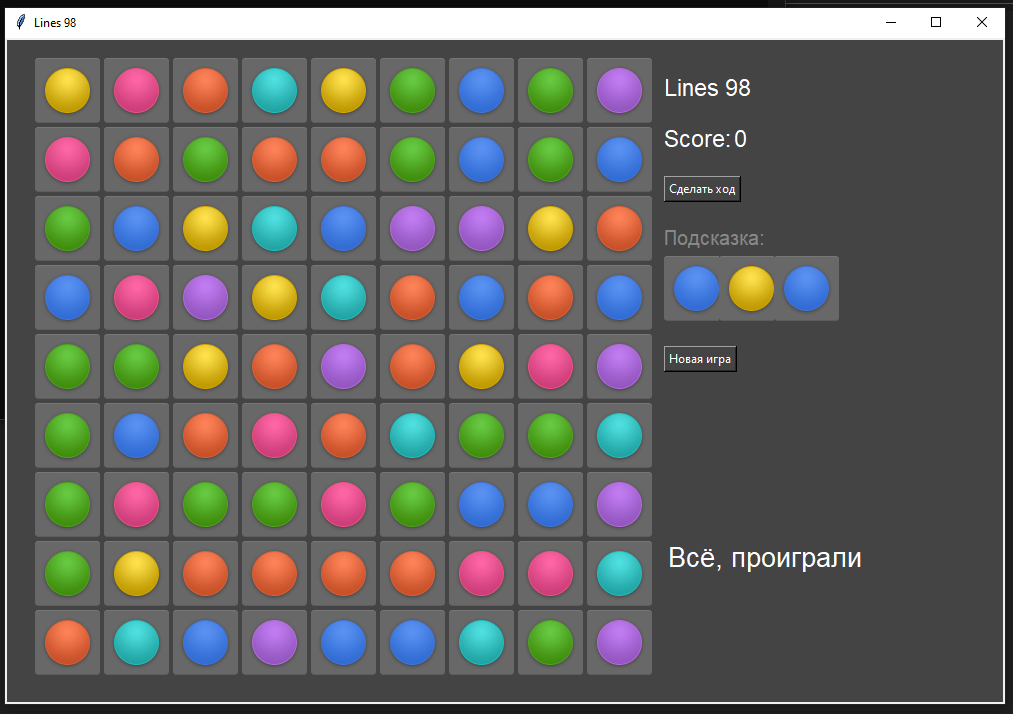 Lines 98
Lines 98
Score: 0
Сделать ход
Подсказка:
Новая игра
Всё, проиграли